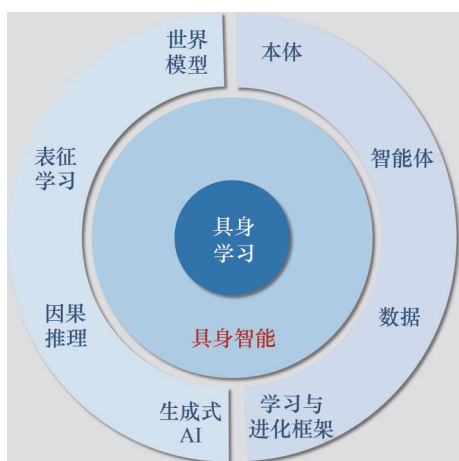 世界
模型
本体
表征
学习
智能体
具身
学习
因果
推理
数据
具身智能
生成式
AI
学习与
进化框架